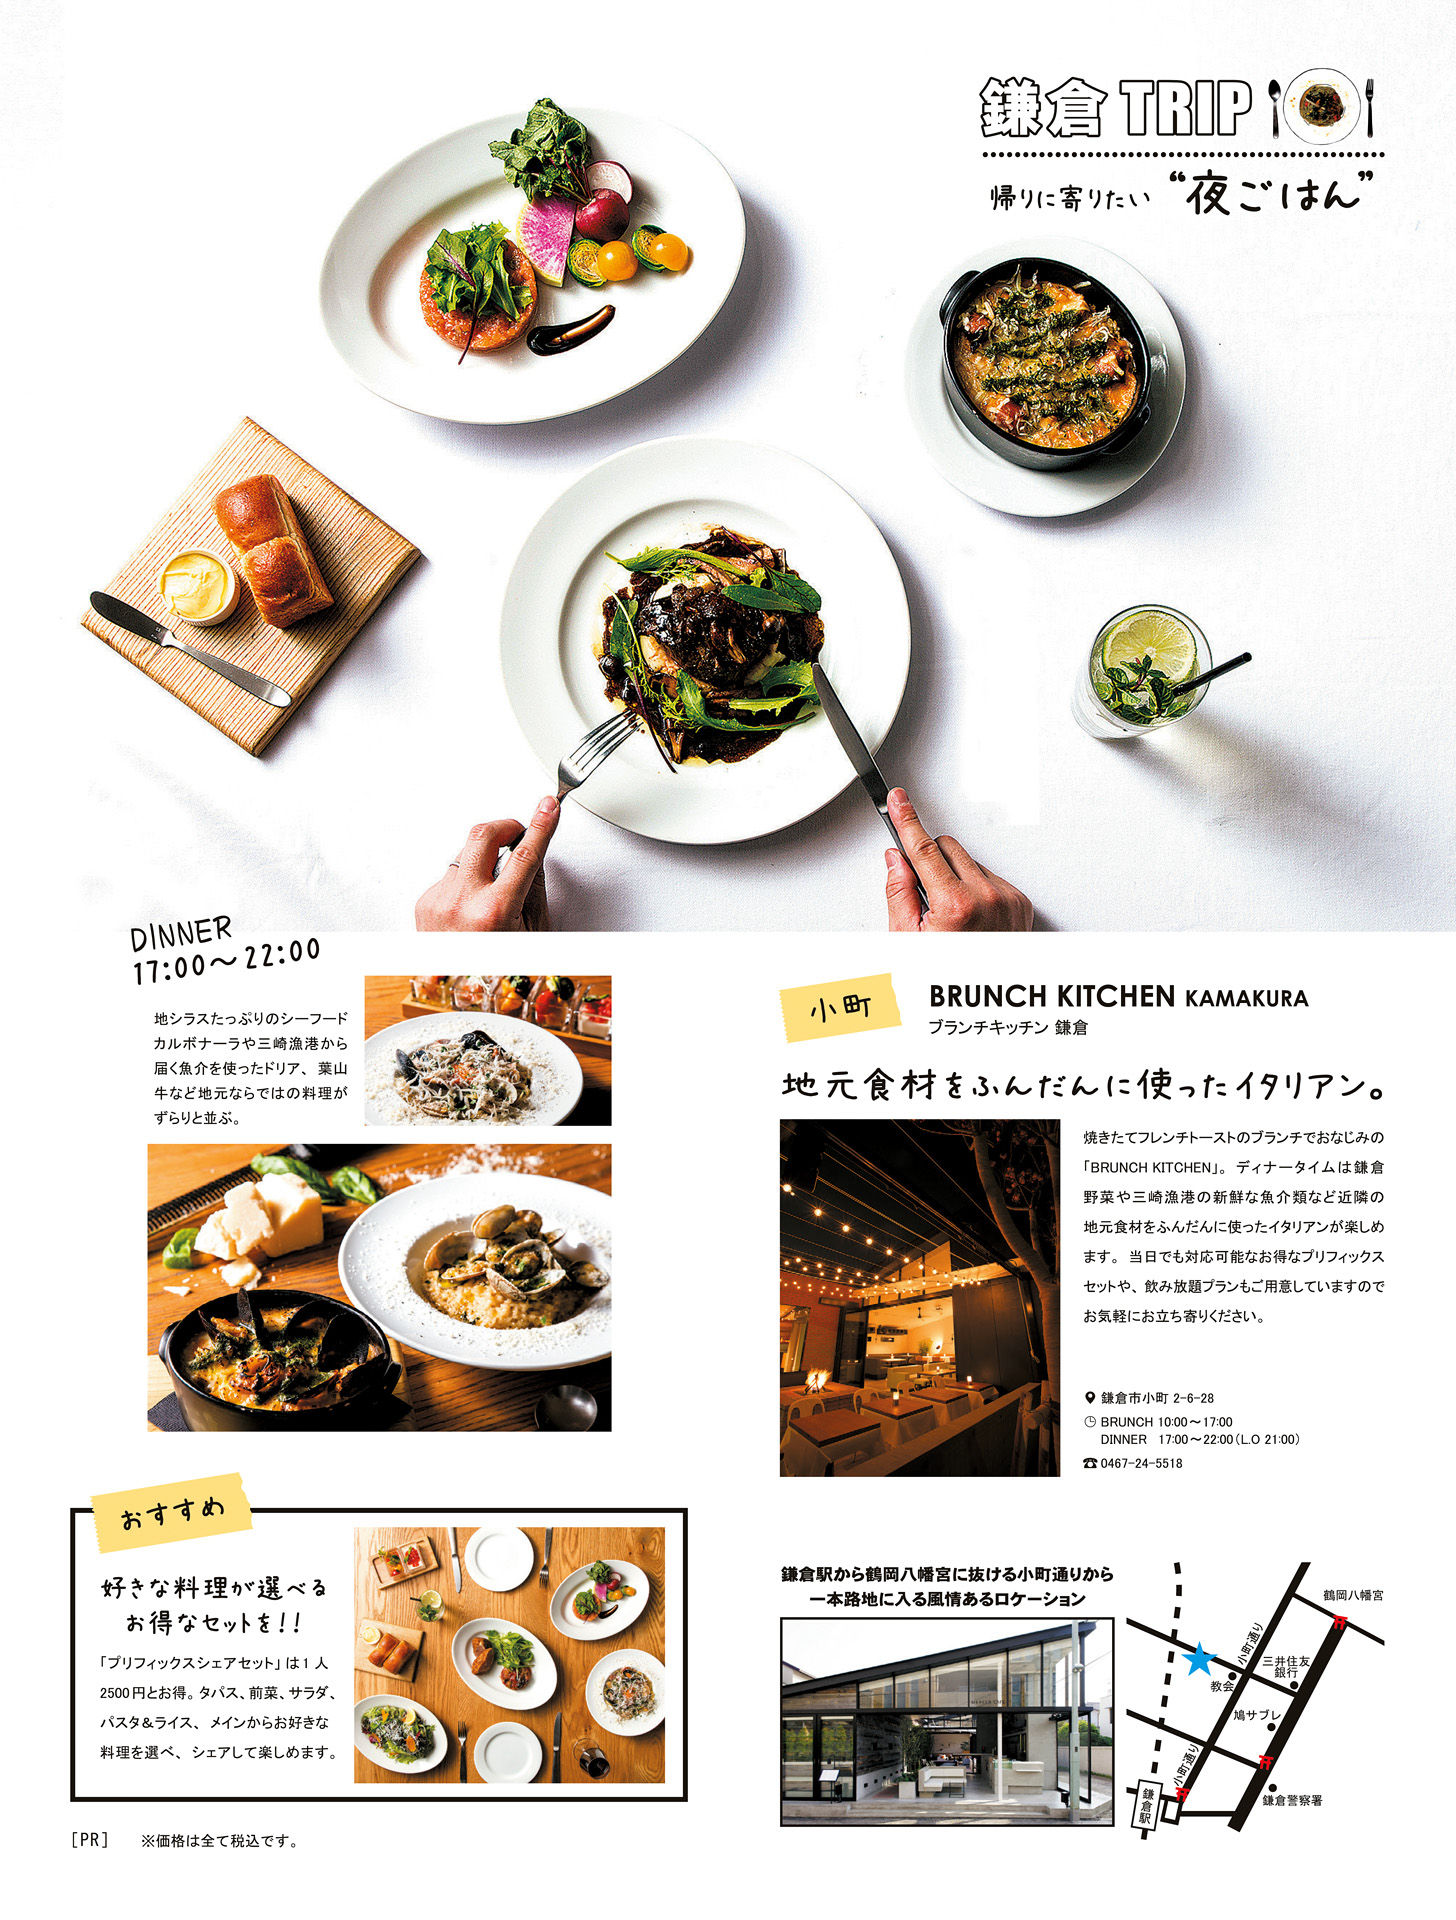 鎌倉 TRIP
帰りに寄りたい “夜ごはん”
DINNER
17:00〜22:00
地シラスたっぷりのシーフード
カルボナーラや三崎漁港から
届く魚介を使ったドリア、葉山
牛など地元ならではの料理が
ずらりと並ぶ。
小町
BRUNCH KITCHEN KAMAKURA
ブランチキッチン 鎌倉
地元食材をふんだんに使ったイタリアン。
焼きたてフレンチトーストのブランチでおなじみの
「BRUNCH KITCHEN」。ディナータイムは鎌倉
野菜や三崎漁港の新鮮な魚介類など近隣の
地元食材をふんだんに使ったイタリアンが楽しめ
ます。当日でも対応可能なお得なプリフィックス
セットや、飲み放題プランもご用意していますので
お気軽にお立ち寄りください。
鎌倉市小町 2-6-28
BRUNCH 10:00〜17:00
DINNER 17:00〜22:00(L.O 21:00)
0467-24-5518
おすすめ
好きな料理が選べる
お得なセットを!!
「プリフィックスシェアセット」は1人
2500円とお得。タパス、前菜、サラダ、
パスタ&ライス、メインからお好きな
料理を選べ、シェアして楽しめます。
鎌倉駅から鶴岡八幡宮に抜ける小町通りから
一本路地に入る風情あるロケーション
鶴岡八幡宮
小町通り
三井住友
銀行
教会
鳩サブレ
小町通り
鎌倉駅
鎌倉警察署
[PR] ※価格は全て税込です。